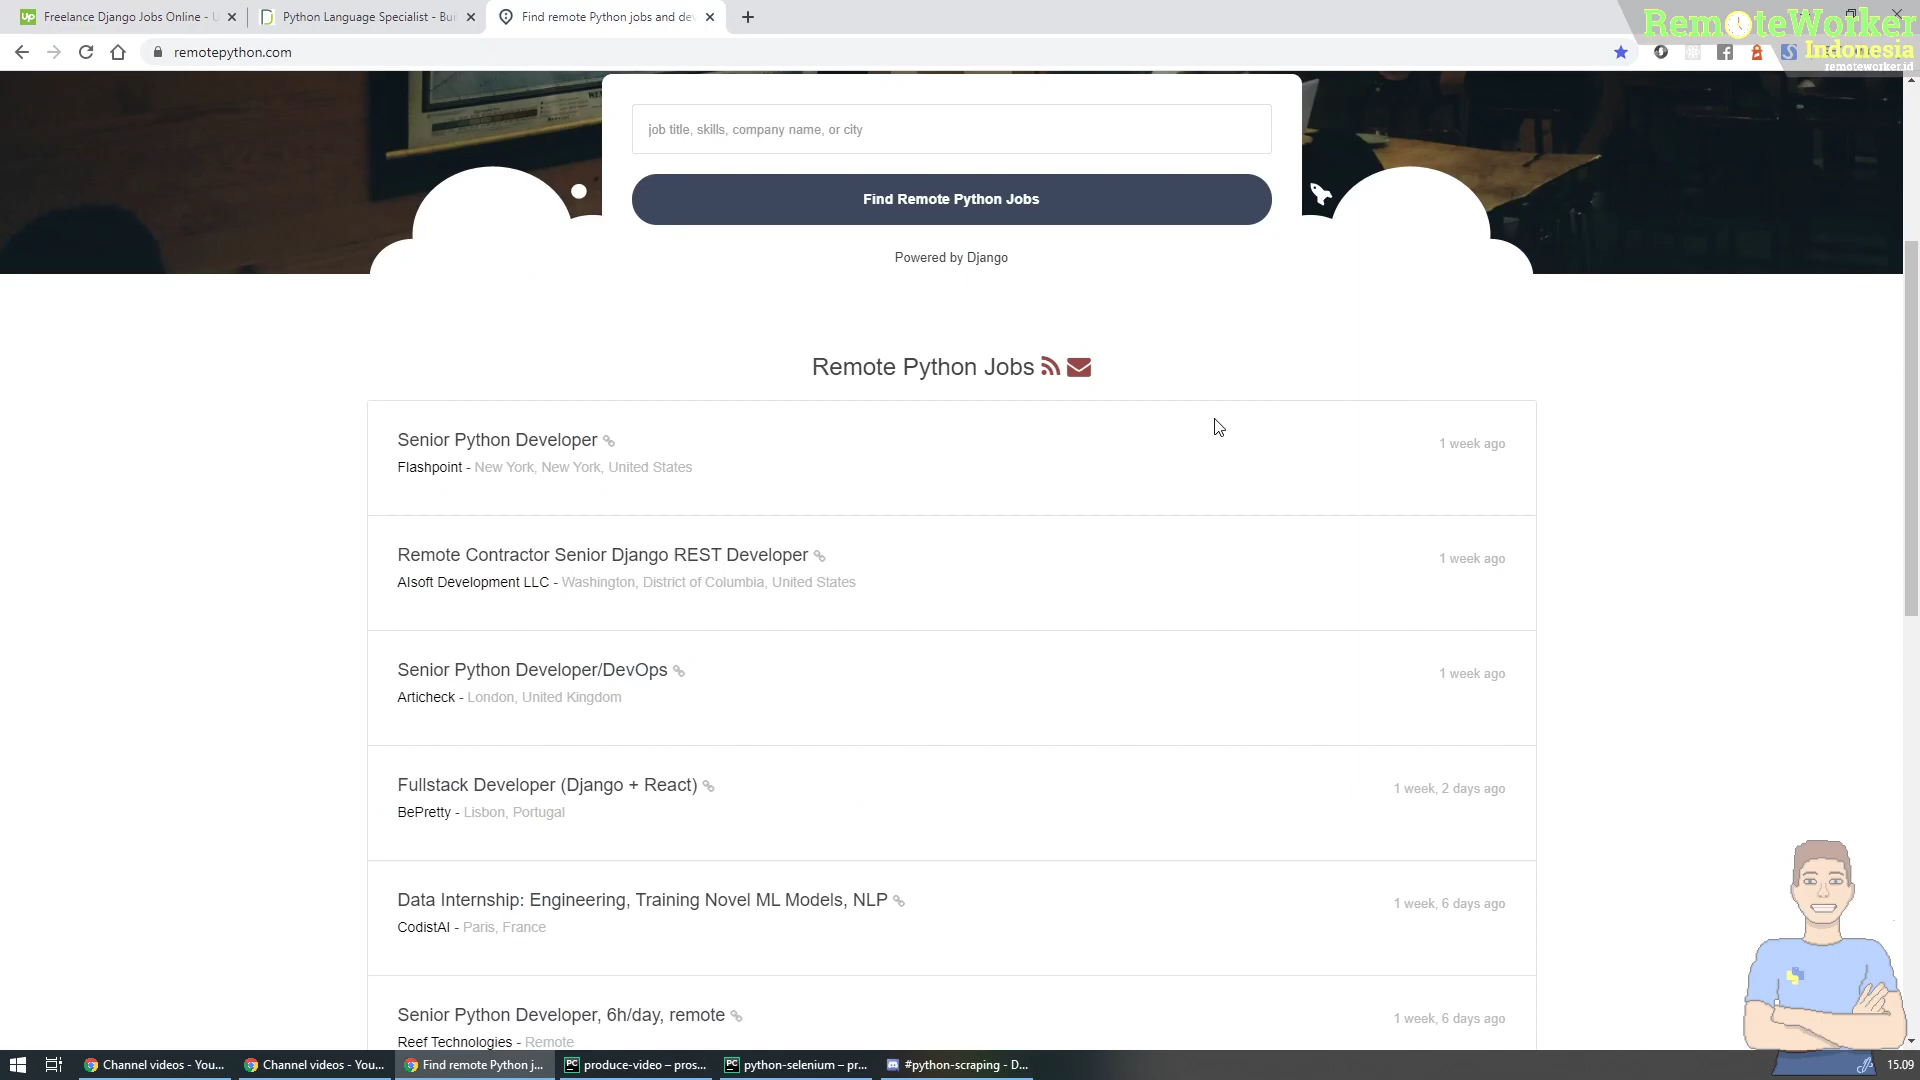 Freelance Django Jobs Online - U
Python Language Specialist - Bui
Find remote Python jobs and dev
RemoteWorker
Indonesia
remoteworker.id
remotepython.com
job title, skills, company name, or city
Find Remote Python Jobs
Powered by Django
Remote Python Jobs
Senior Python Developer
1 week ago
Flashpoint - New York, New York, United States
Remote Contractor Senior Django REST Developer
1 week ago
AIsoft Development LLC - Washington, District of Columbia, United States
Senior Python Developer/DevOps
1 week ago
Articheck - London, United Kingdom
Fullstack Developer (Django + React)
1 week, 2 days ago
BePretty - Lisbon, Portugal
Data Internship: Engineering, Training Novel ML Models, NLP
1 week, 6 days ago
CodistAI - Paris, France
Senior Python Developer, 6h/day, remote
1 week, 6 days ago
Reef Technologies - Remote
Channel videos - You...
Channel videos - You...
Find remote Python j...
produce-video – pros...
python-selenium – pr...
#python-scraping - D...
15.09